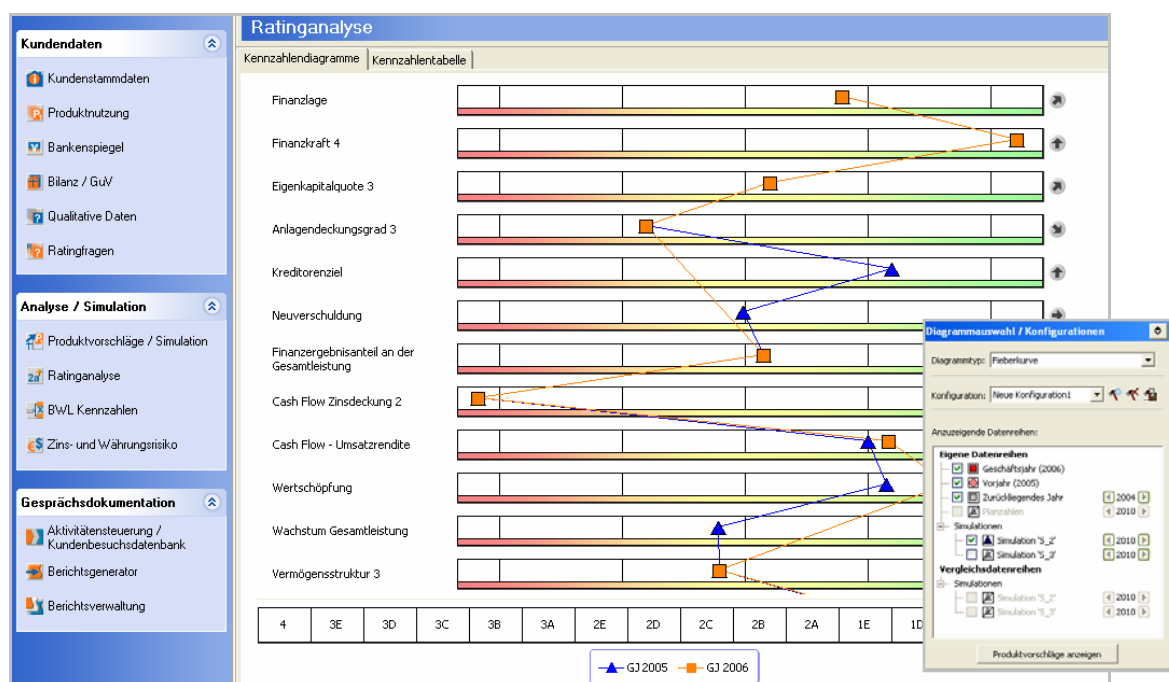 Kundendaten
Kundenstammdaten
Produktnutzung
Bankenspiegel
Bilanz / GuV
Qualitative Daten
Ratingfragen
Analyse / Simulation
Produktvorschläge / Simulation
Ratinganalyse
BWL Kennzahlen
Zins- und Währungsrisiko
Gesprächsdokumentation
Aktivitätensteuerung /
Kundenbesuchsdatenbank
Berichtsgenerator
Berichtsverwaltung
Ratinganalyse
Kennzahlendiagramme Kennzahlentabelle
Finanzlage
Finanzkraft 4
Eigenkapitalquote 3
Anlagendeckungsgrad 3
Kreditorenziel
Neuverschuldung
Finanzergebnisanteil an der
Gesamtleistung
Cash Flow Zinsdeckung 2
Cash Flow - Umsatzrendite
Wertschöpfung
Wachstum Gesamtleistung
Vermögensstruktur 3
4 3E 3D 3C 3B 3A 2E 2D 2C 2B 2A 1E 1D
GJ 2005 GJ 2006
Diagrammauswahl / Konfigurationen
Diagrammtyp: Fieberkurve
Konfiguration: Neue Konfiguration1
Anzuzeigende Datenreihen:
Eigene Datenreihen
Geschäftsjahr (2006)
Vorjahr (2005)
Zurückliegendes Jahr 2004
Planzahlen 2010
Simulationen
Simulation 'S_2' 2010
Simulation 'S_3' 2010
Vergleichsdatenreihen
Simulationen
Simulation 'S_2' 2010
Simulation 'S_3' 2010
Produktvorschläge anzeigen